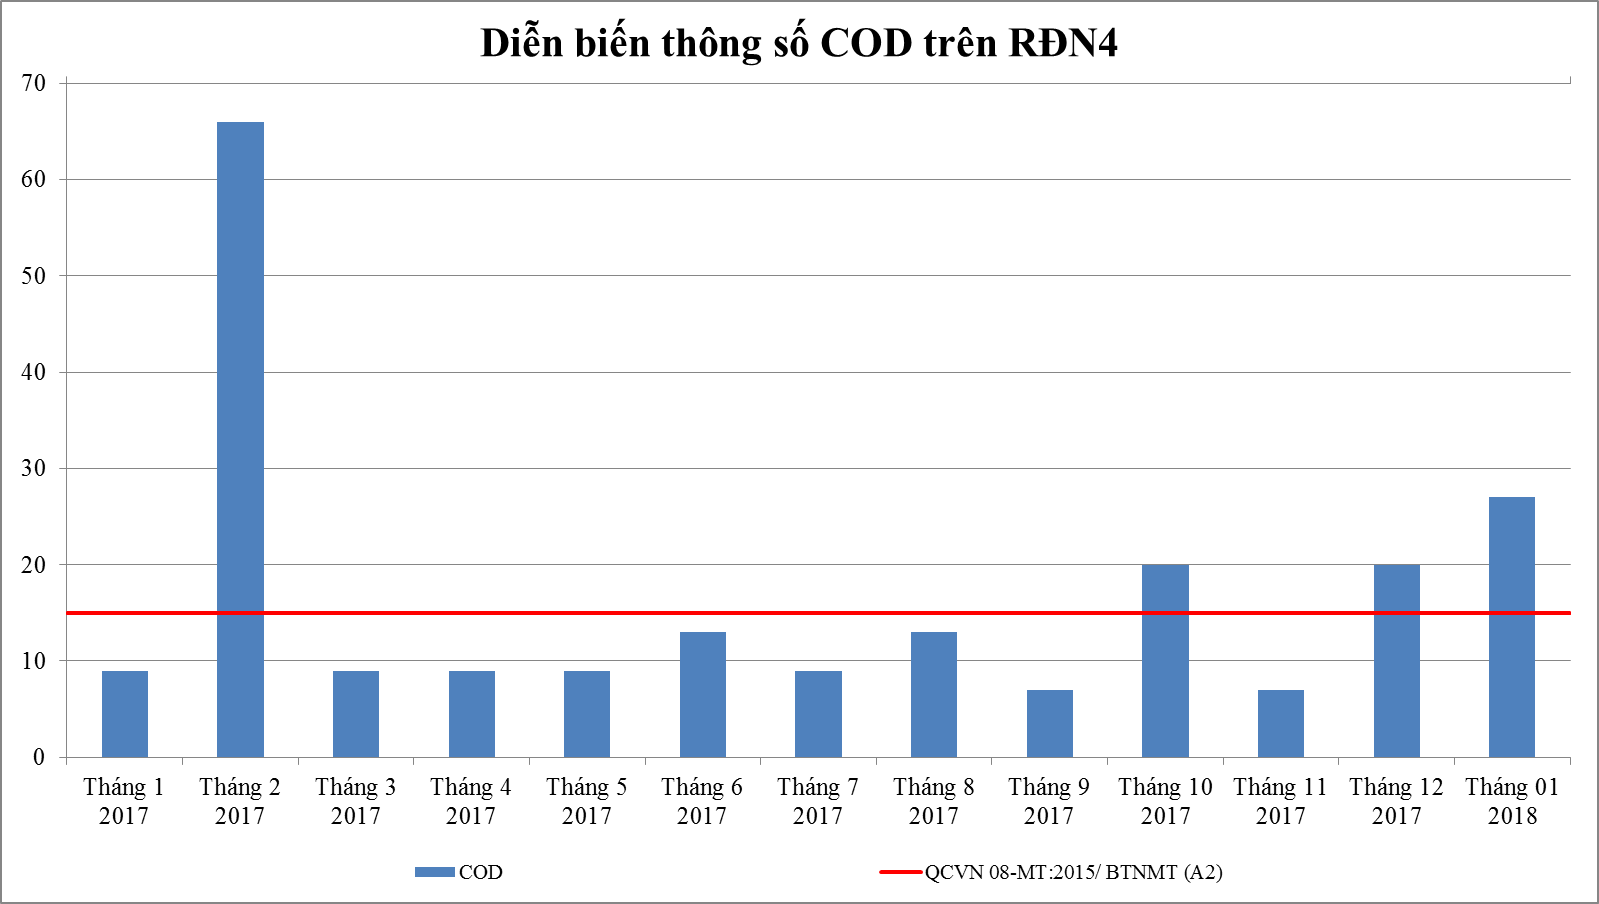 Diễn biến thông số COD trên RĐN4
70
60
50
40
30
20
10
0
Tháng 1 2017
Tháng 2 2017
Tháng 3 2017
Tháng 4 2017
Tháng 5 2017
Tháng 6 2017
Tháng 7 2017
Tháng 8 2017
Tháng 9 2017
Tháng 10 2017
Tháng 11 2017
Tháng 12 2017
Tháng 01 2018
COD
QCVN 08-MT:2015/ BTNMT (A2)